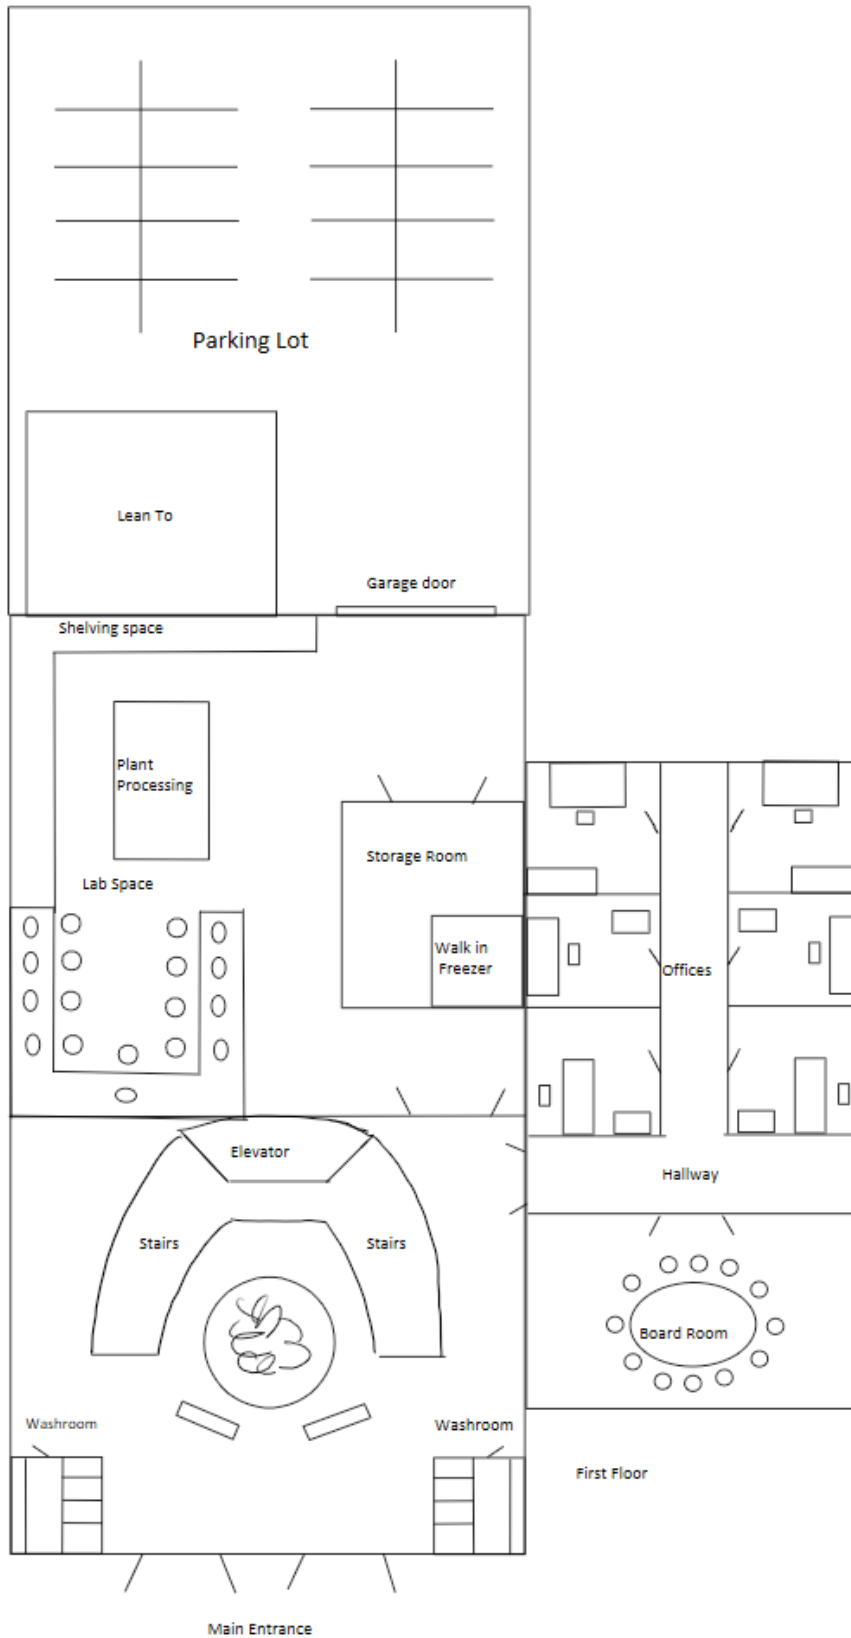 Parking Lot
Lean To
Garage door
Shelving space
Plant
Processing
Storage Room
Lab Space
Walk in
Freezer
Offices
Elevator
Hallway
Stairs
Stairs
Board Room
Washroom
Washroom
First Floor
Main Entrance